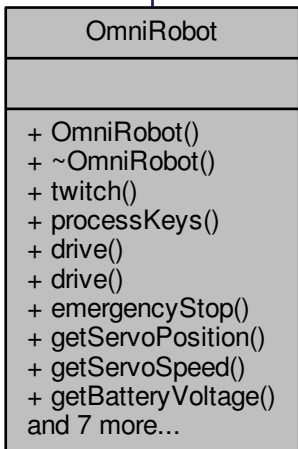 OmniRobot
+ OmniRobot()
+ ~OmniRobot()
+ twitch()
+ processKeys()
+ drive()
+ drive()
+ emergencyStop()
+ getServoPosition()
+ getServoSpeed()
+ getBatteryVoltage()
and 7 more...